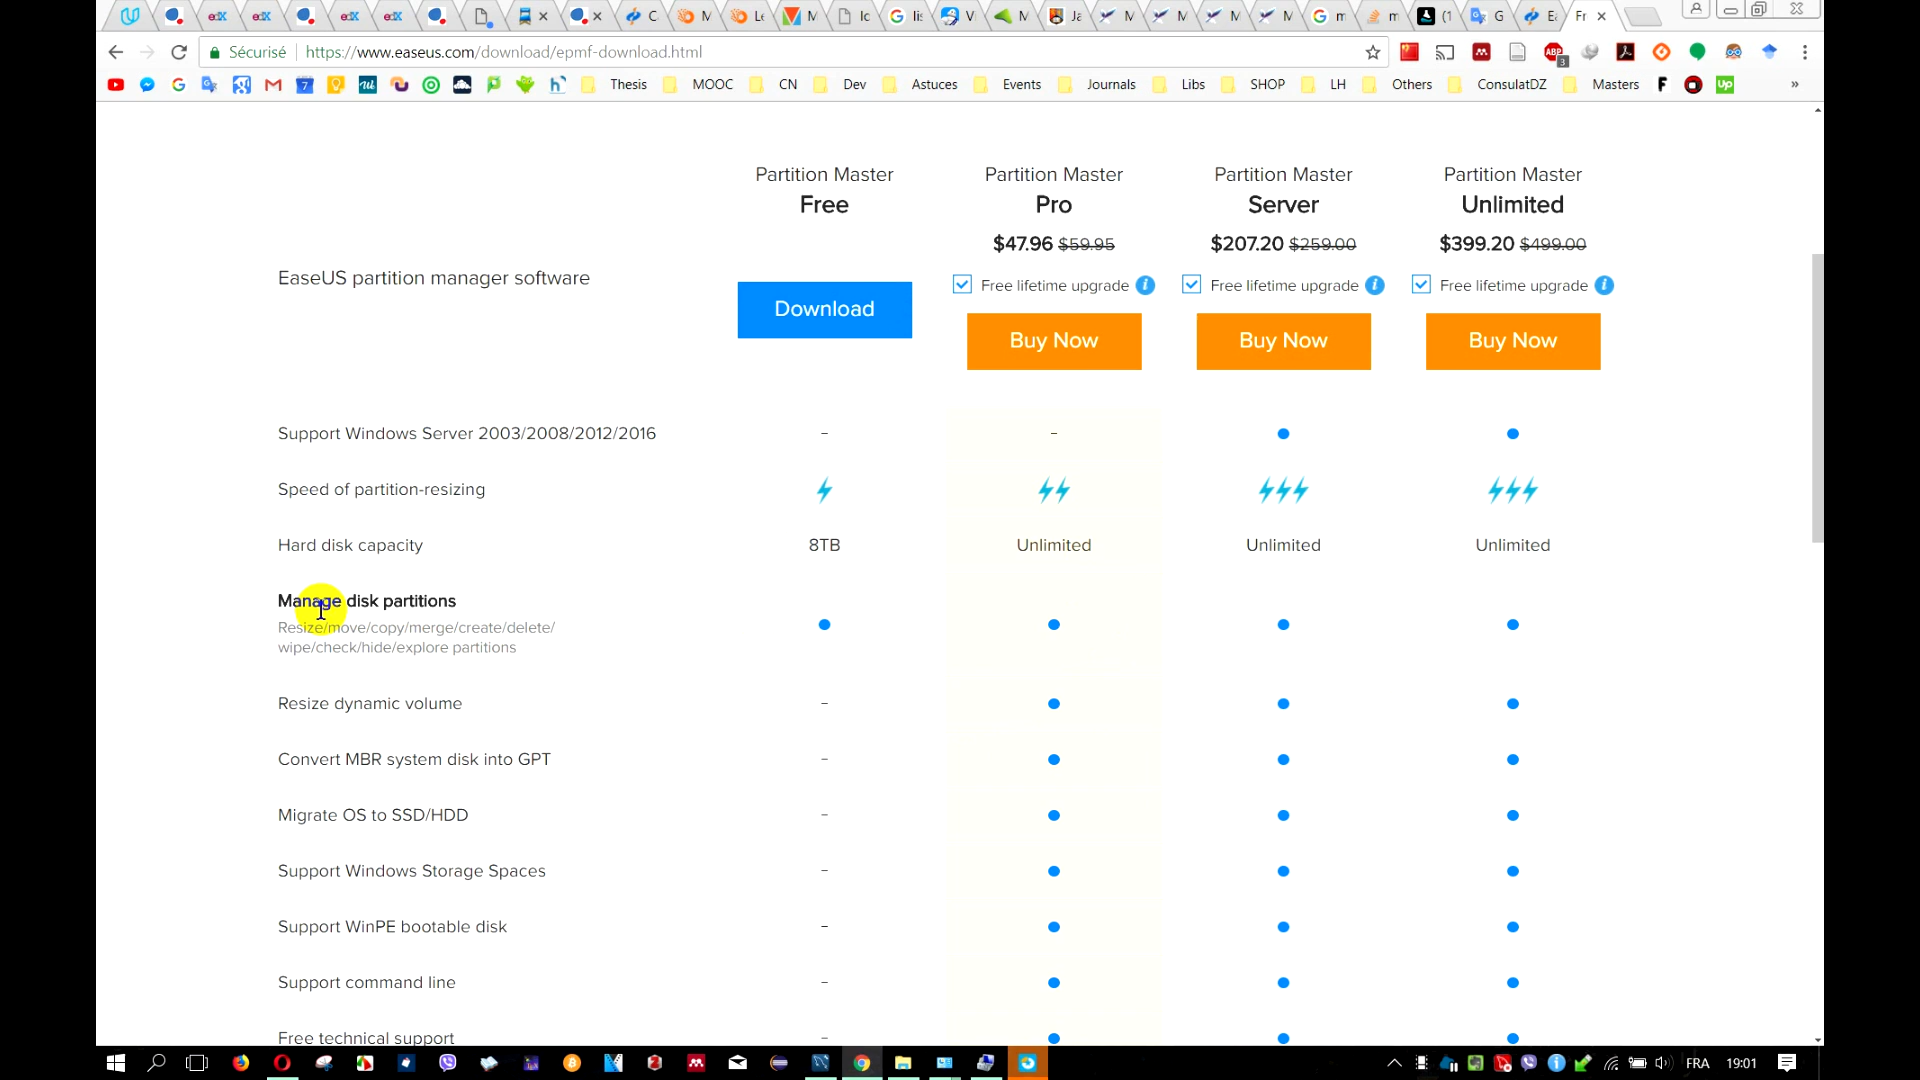 Sécurisé https://www.easeus.com/download/epmf-download.html
Thesis MOOC CN Dev Astuces Events Journals Libs SHOP LH Others ConsulatDZ Masters »
Partition Master Partition Master Partition Master Partition Master
Free Pro Server Unlimited
$47.96 $59.95 $207.20 $259.00 $399.20 $499.00
EaseUS partition manager software
Free lifetime upgrade Free lifetime upgrade Free lifetime upgrade
Download Buy Now Buy Now Buy Now
Support Windows Server 2003/2008/2012/2016 - -
Speed of partition-resizing
Hard disk capacity 8TB Unlimited Unlimited Unlimited
Manage disk partitions
Resize/move/copy/merge/create/delete/
wipe/check/hide/explore partitions
Resize dynamic volume -
Convert MBR system disk into GPT -
Migrate OS to SSD/HDD -
Support Windows Storage Spaces -
Support WinPE bootable disk -
Support command line -
Free technical support -
FRA 19:01